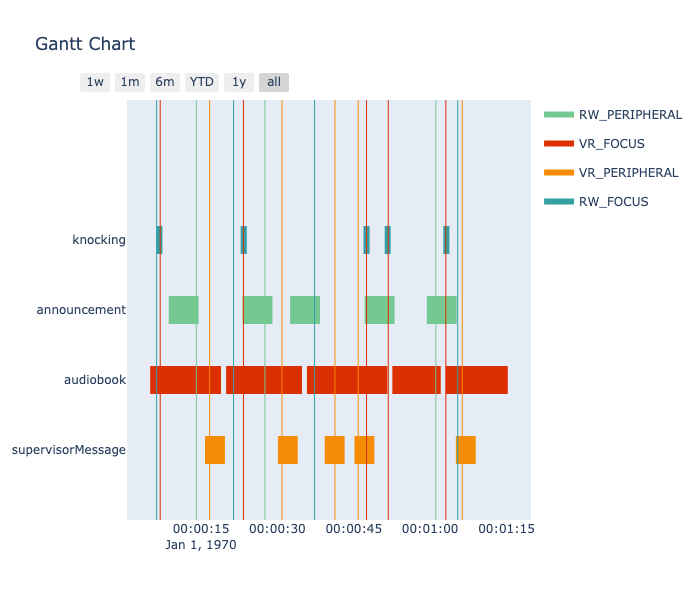 Gantt Chart
1w 1m 6m YTD 1y all
RW_PERIPHERAL
VR_FOCUS
VR_PERIPHERAL
RW_FOCUS
knocking
announcement
audiobook
supervisorMessage
00:00:15 00:00:30 00:00:45 00:01:00 00:01:15
Jan 1, 1970